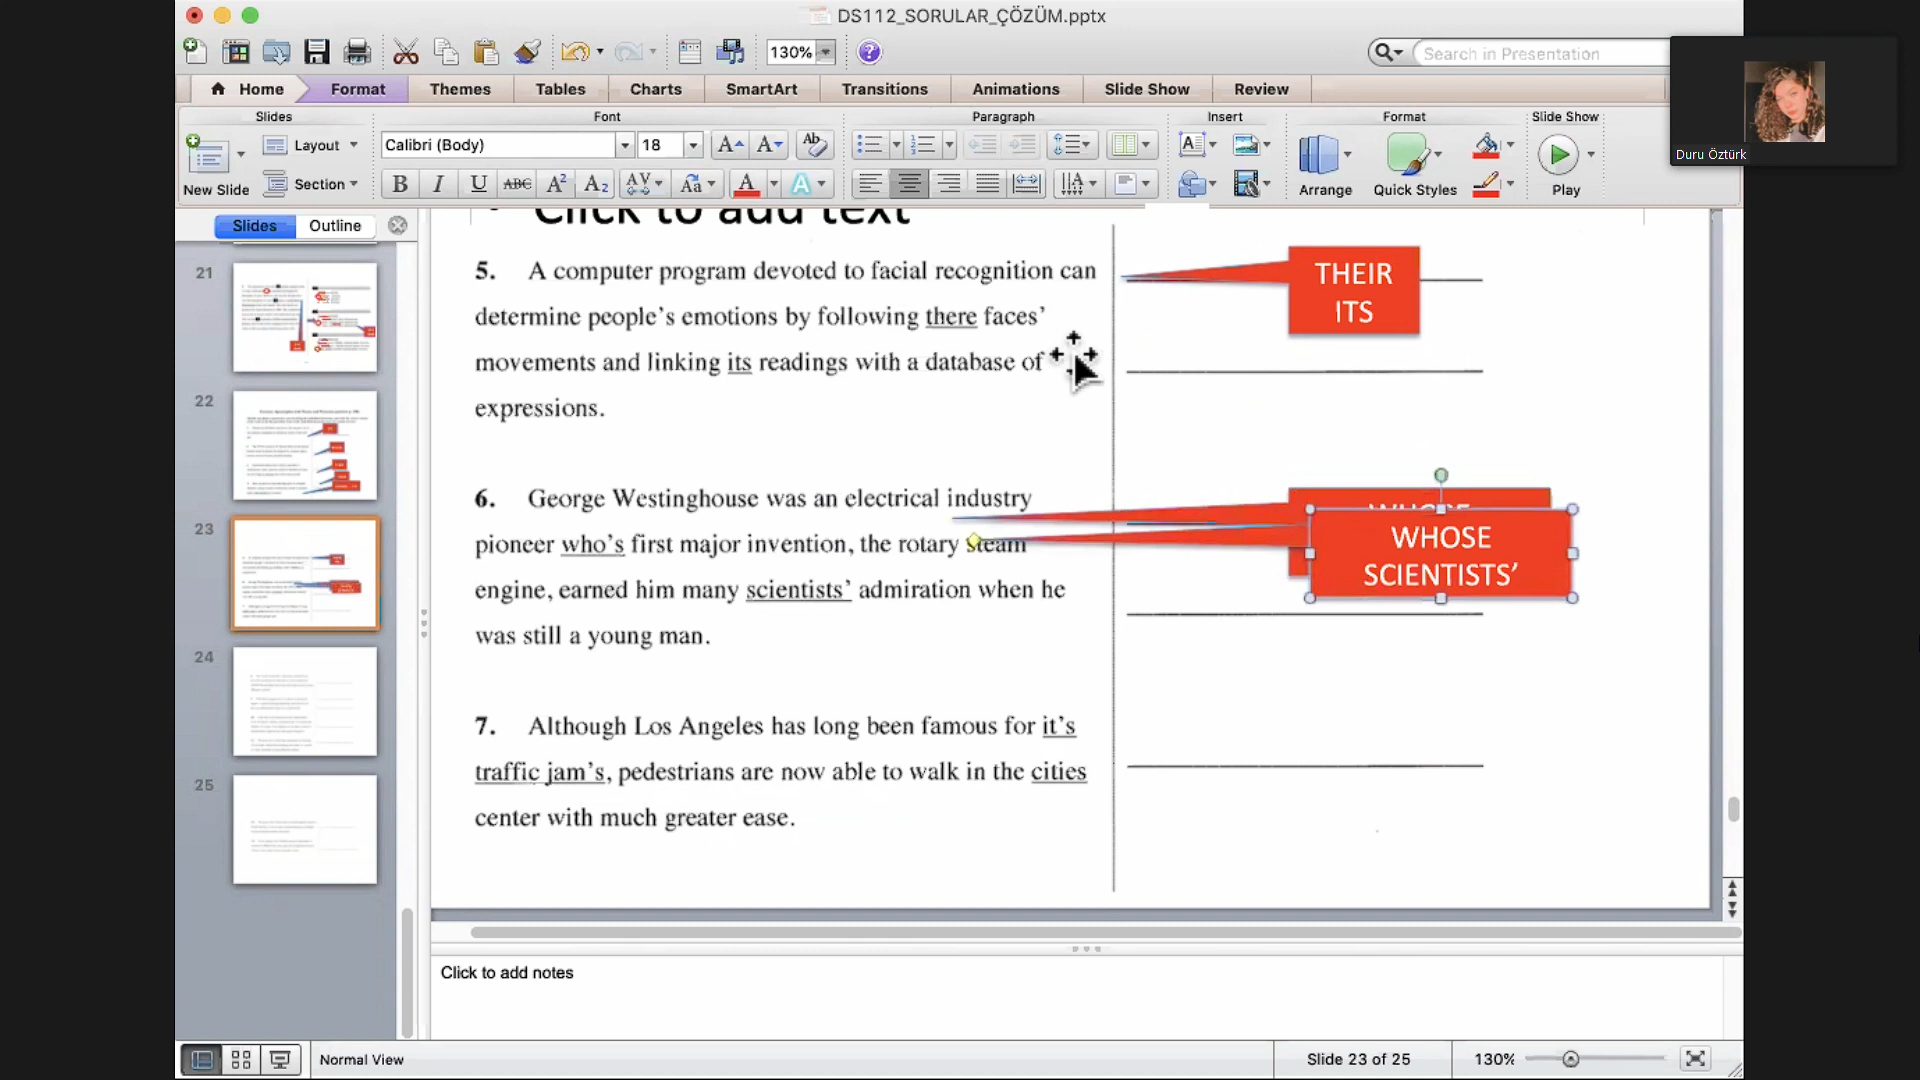 DS112_SORULAR_ÇÖZÜM.pptx
130%
Search in Presentation
Home
Format
Themes
Tables
Charts
SmartArt
Transitions
Animations
Slide Show
Review
Slides
Font
Paragraph
Insert
Format
Slide Show
Duru Öztürk
Layout
Calibri (Body)
18
New Slide
Section
Arrange
Quick Styles
Play
Slides
Outline
Click to add text
21
22
23
24
25
5. A computer program devoted to facial recognition can
determine people's emotions by following there faces'
movements and linking its readings with a database of
expressions.
THEIR
ITS
6. George Westinghouse was an electrical industry
pioneer who's first major invention, the rotary steam
engine, earned him many scientists' admiration when he
was still a young man.
WHOSE
WHOSE
SCIENTISTS'
7. Although Los Angeles has long been famous for it's
traffic jam's, pedestrians are now able to walk in the cities
center with much greater ease.
Click to add notes
Normal View
Slide 23 of 25
130%